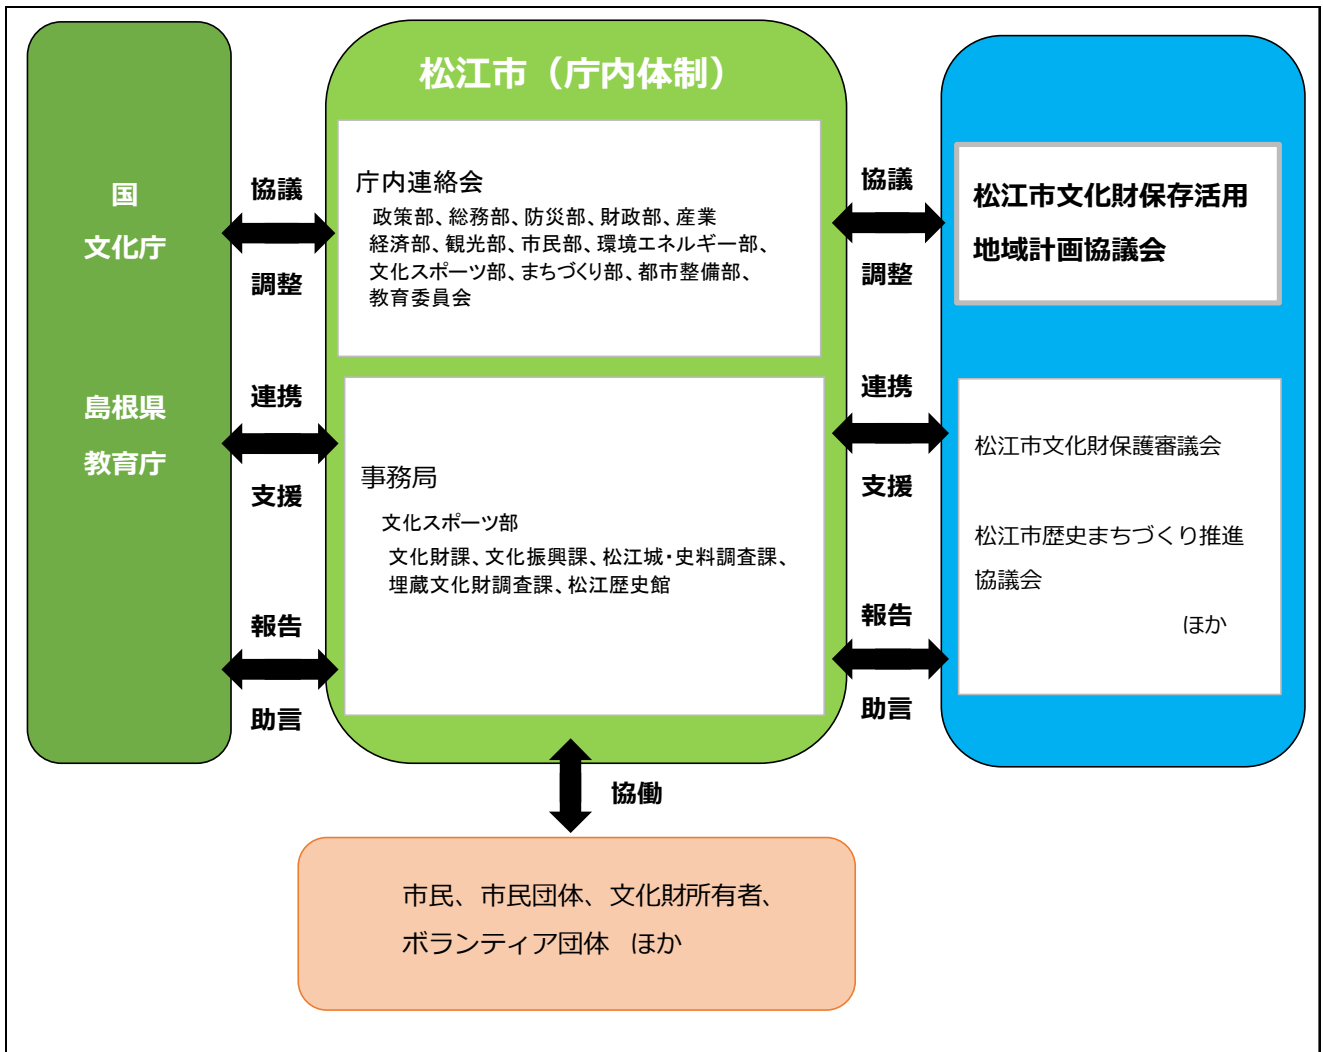 松江市（庁内体制）
国
文化庁
島根県
教育庁
協議
調整
連携
支援
報告
助言
庁内連絡会
政策部、総務部、防災部、財政部、産業
経済部、観光部、市民部、環境エネルギー部、
文化スポーツ部、まちづくり部、都市整備部、
教育委員会
事務局
文化スポーツ部
文化財課、文化振興課、松江城・史料調査課、
埋蔵文化財調査課、松江歴史館
協議
調整
連携
支援
報告
助言
松江市文化財保存活用
地域計画協議会
松江市文化財保護審議会
松江市歴史まちづくり推進
協議会
ほか
協働
市民、市民団体、文化財所有者、
ボランティア団体 ほか